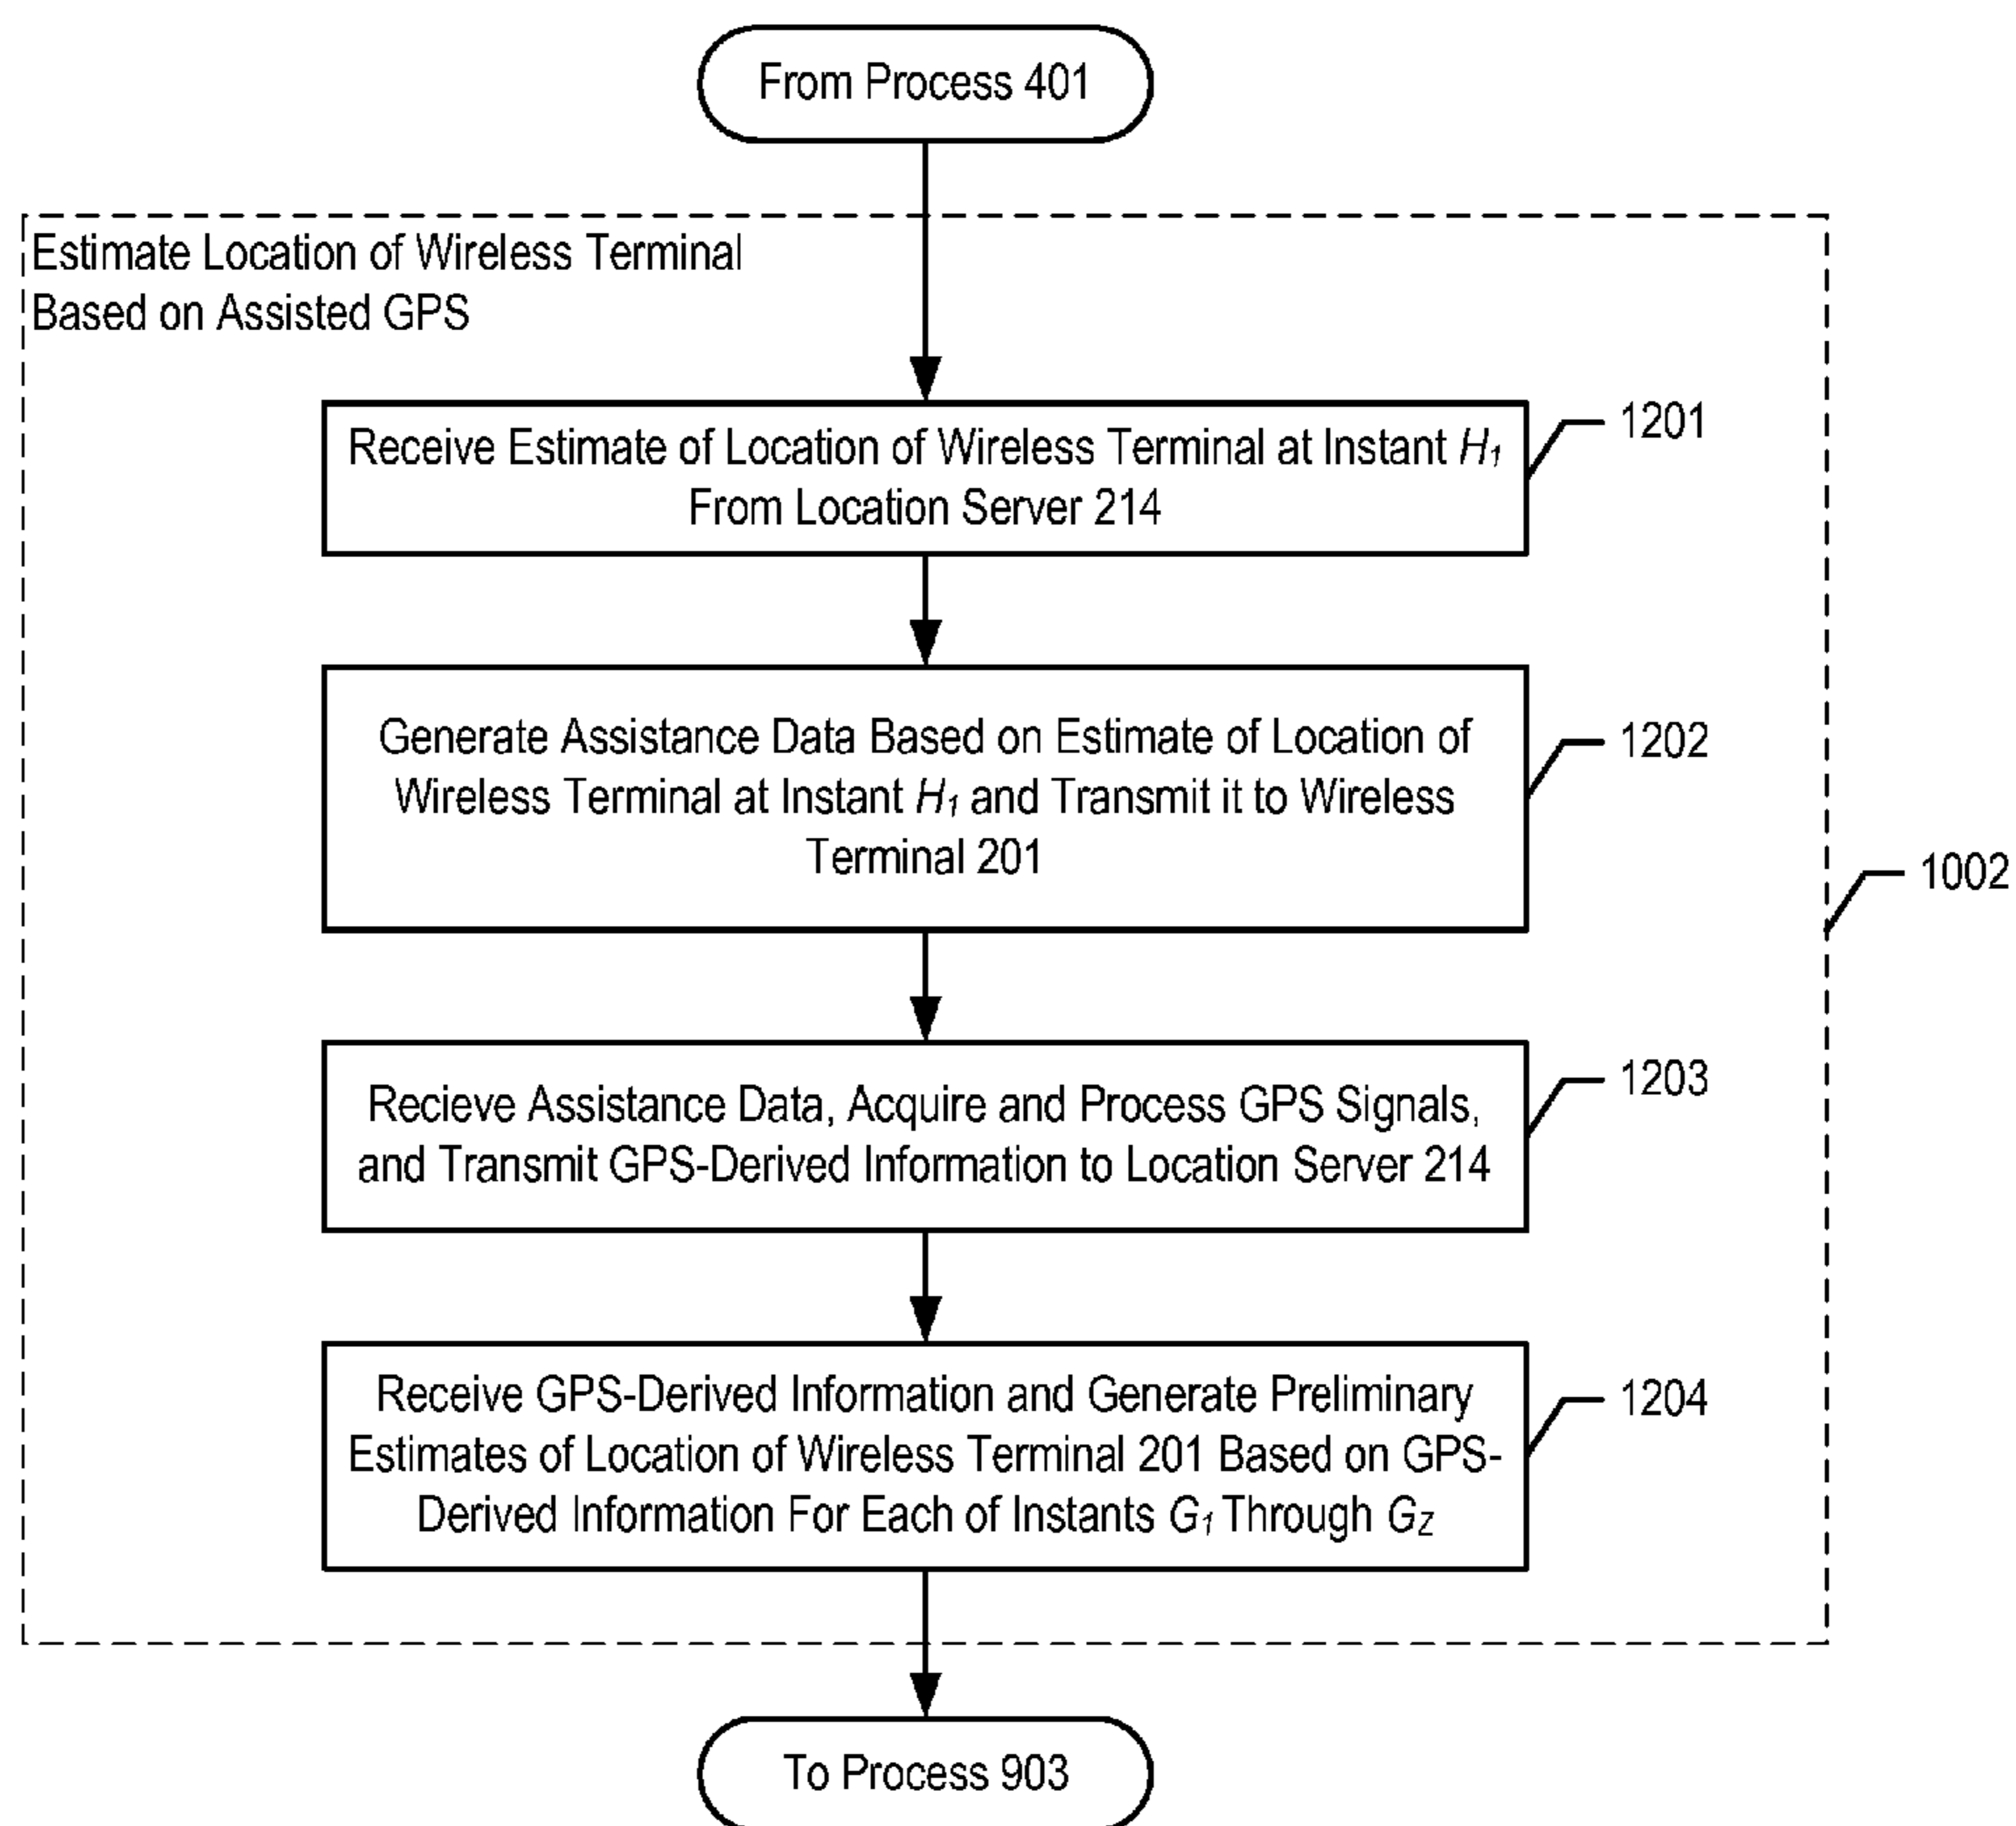 From Process 401
Estimate Location of Wireless Terminal
Based on Assisted GPS
Receive Estimate of Location of Wireless Terminal at Instant H1
From Location Server 214
1201
Generate Assistance Data Based on Estimate of Location of
Wireless Terminal at Instant H1 and Transmit it to Wireless
Terminal 201
1202
1002
Recieve Assistance Data, Acquire and Process GPS Signals,
and Transmit GPS-Derived Information to Location Server 214
1203
Receive GPS-Derived Information and Generate Preliminary
Estimates of Location of Wireless Terminal 201 Based on GPS-
Derived Information For Each of Instants G1 Through GZ
1204
To Process 903